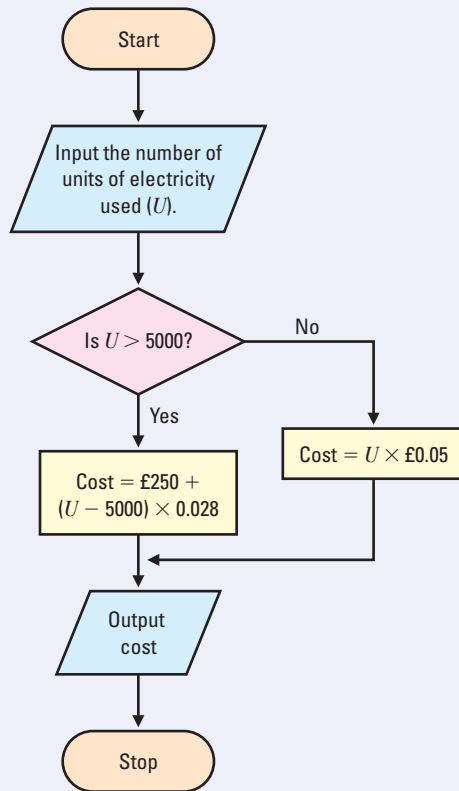 Start
Input the number of
units of electricity
used (U).
Is U > 5000?
No
Yes
Cost = £250 +
(U − 5000) × 0.028
Cost = U × £0.05
Output
cost
Stop